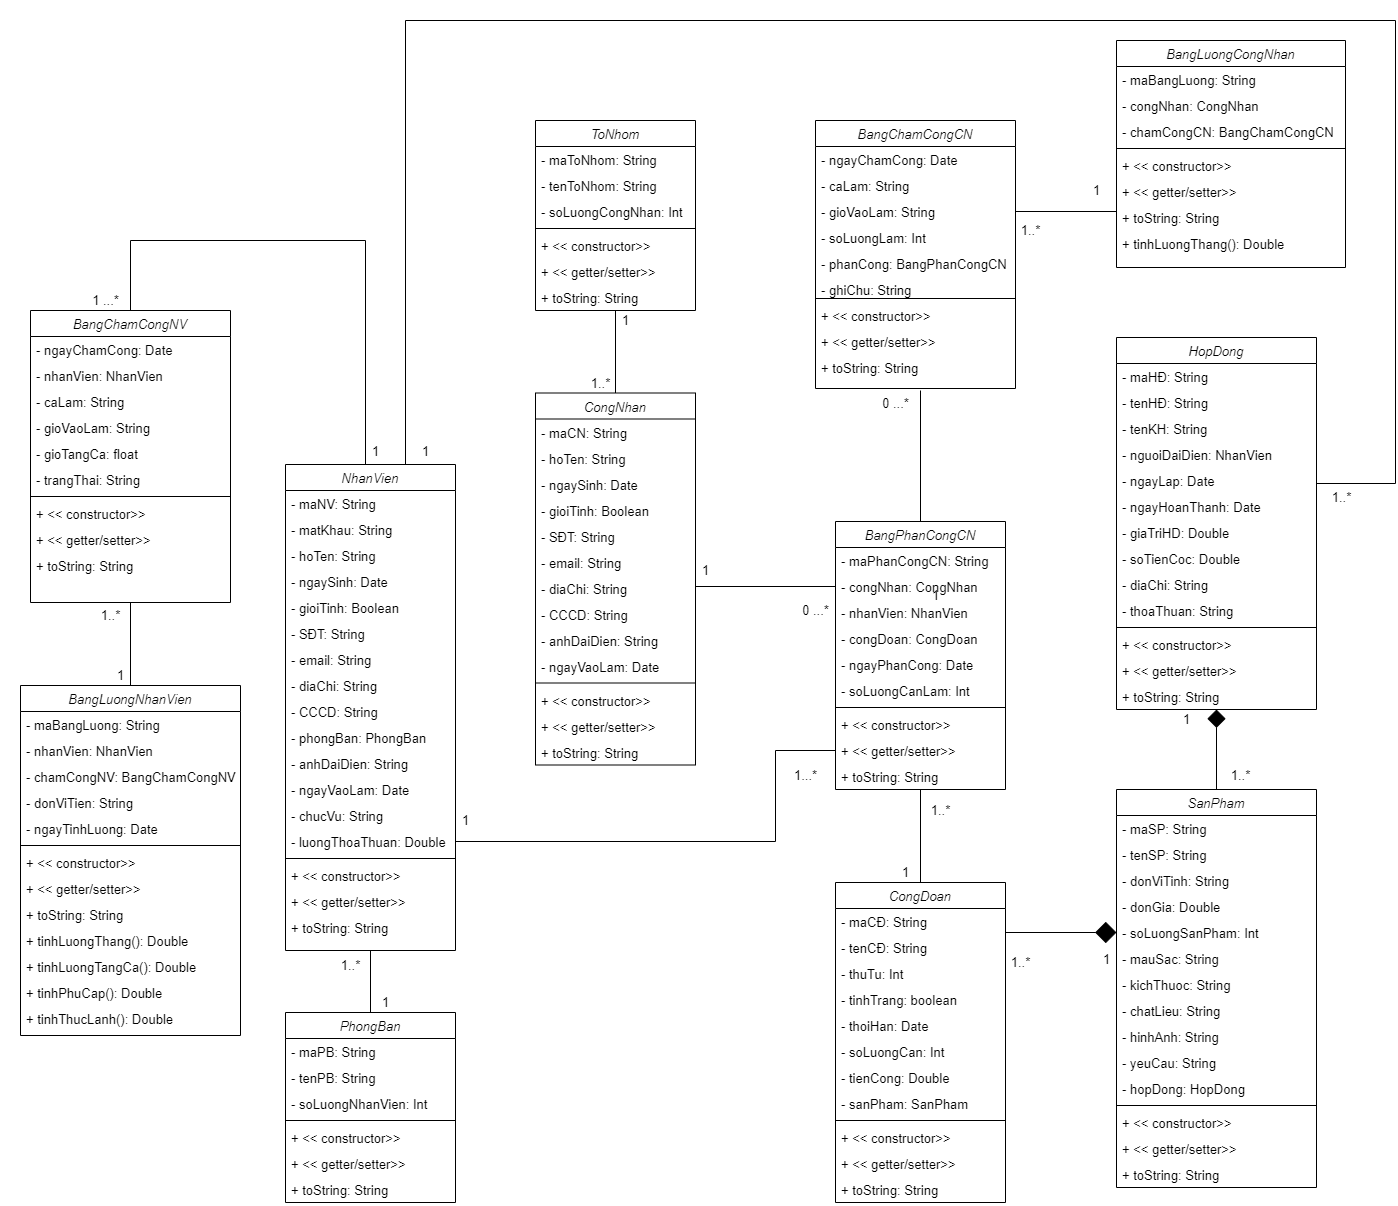 BangLuongCongNhan
- maBangLuong: String
- congNhan: CongNhan
- chamCongCN: BangChamCongCN
+ << constructor>>
+ << getter/setter>>
+ toString: String
+ tinhLuongThang(): Double
ToNhom
- maToNhom: String
- tenToNhom: String
- soLuongCongNhan: Int
+ << constructor>>
+ << getter/setter>>
+ toString: String
BangChamCongCN
- ngayChamCong: Date
- caLam: String
- gioVaoLam: String
- soLuongLam: Int
- phanCong: BangPhanCongCN
- ghiChu: String
+ << constructor>>
+ << getter/setter>>
+ toString: String
1
1..*
1 ...*
BangChamCongNV
- ngayChamCong: Date
- nhanVien: NhanVien
- caLam: String
- gioVaoLam: String
- gioTangCa: float
- trangThai: String
+ << constructor>>
+ << getter/setter>>
+ toString: String
1
1..*
CongNhan
- maCN: String
- hoTen: String
- ngaySinh: Date
- gioiTinh: Boolean
- SĐT: String
- email: String
- diaChi: String
- CCCD: String
- anhDaiDien: String
- ngayVaoLam: Date
+ << constructor>>
+ << getter/setter>>
+ toString: String
0 ...*
HopDong
- maHĐ: String
- tenHĐ: String
- tenKH: String
- nguoiDaiDien: NhanVien
- ngayLap: Date
- ngayHoanThanh: Date
- giaTriHD: Double
- soTienCoc: Double
- diaChi: String
- thoaThuan: String
+ << constructor>>
+ << getter/setter>>
+ toString: String
1..*
1
1
NhanVien
- maNV: String
- matKhau: String
- hoTen: String
- ngaySinh: Date
- gioiTinh: Boolean
- SĐT: String
- email: String
- diaChi: String
- CCCD: String
- phongBan: PhongBan
- anhDaiDien: String
- ngayVaoLam: Date
- chucVu: String
- luongThoaThuan: Double
+ << constructor>>
+ << getter/setter>>
+ toString: String
BangPhanCongCN
- maPhanCongCN: String
- congNhan: CongNhan
1
- nhanVien: NhanVien
- congDoan: CongDoan
- ngayPhanCong: Date
- soLuongCanLam: Int
+ << constructor>>
+ << getter/setter>>
+ toString: String
1
0 ...*
1..*
1
BangLuongNhanVien
- maBangLuong: String
- nhanVien: NhanVien
- chamCongNV: BangChamCongNV
- donViTien: String
- ngayTinhLuong: Date
+ << constructor>>
+ << getter/setter>>
+ toString: String
+ tinhLuongThang(): Double
+ tinhLuongTangCa(): Double
+ tinhPhuCap(): Double
+ tinhThucLanh(): Double
1
1...*
1..*
1
1
1..*
SanPham
- maSP: String
- tenSP: String
- donViTinh: String
- donGia: Double
- soLuongSanPham: Int
- mauSac: String
- kichThuoc: String
- chatLieu: String
- hinhAnh: String
- yeuCau: String
- hopDong: HopDong
+ << constructor>>
+ << getter/setter>>
+ toString: String
CongDoan
- maCĐ: String
- tenCĐ: String
- thuTu: Int
- tinhTrang: boolean
- thoiHan: Date
- soLuongCan: Int
- tienCong: Double
- sanPham: SanPham
+ << constructor>>
+ << getter/setter>>
+ toString: String
1..*
1
1..*
1
PhongBan
- maPB: String
- tenPB: String
- soLuongNhanVien: Int
+ << constructor>>
+ << getter/setter>>
+ toString: String